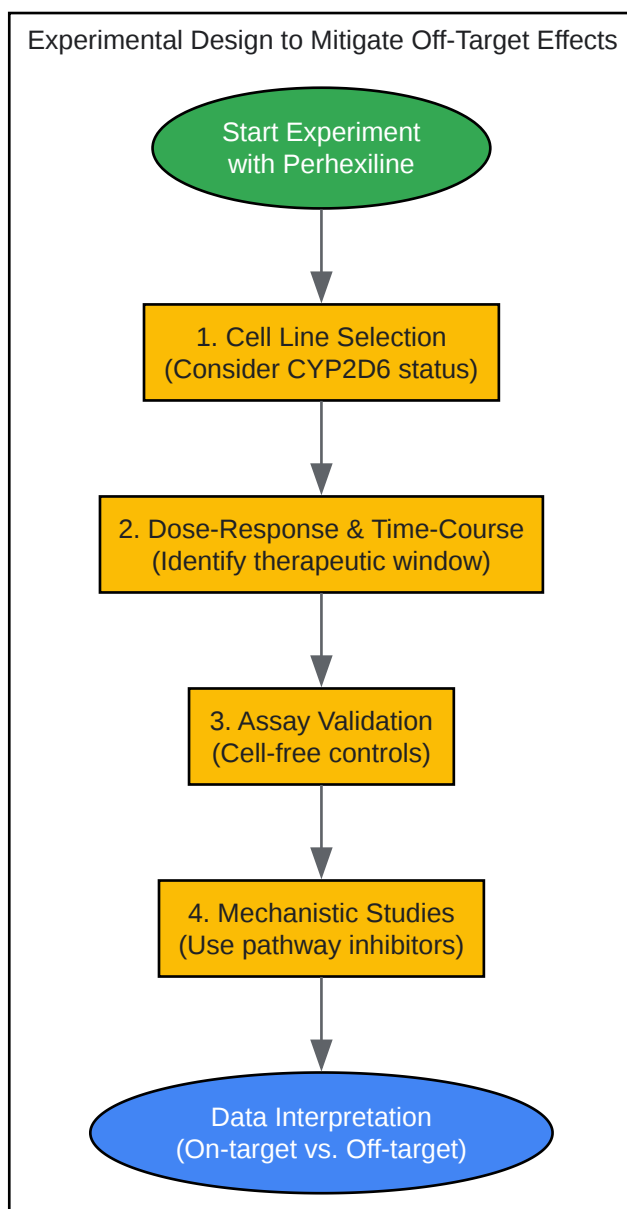 Experimental Design to Mitigate Off-Target Effects
Start Experiment
with Perhexiline
1. Cell Line Selection
(Consider CYP2D6 status)
2. Dose-Response & Time-Course
(Identify therapeutic window)
3. Assay Validation
(Cell-free controls)
4. Mechanistic Studies
(Use pathway inhibitors)
Data Interpretation
(On-target vs. Off-target)